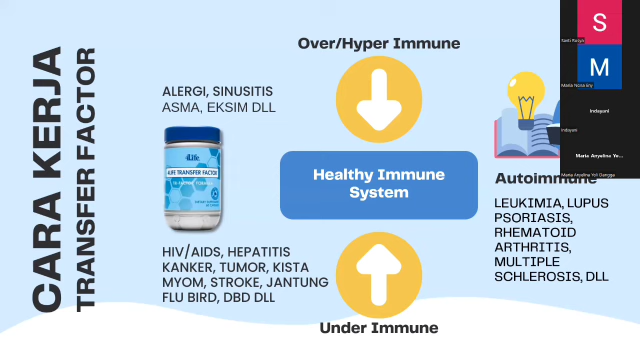 CARA KERJA
TRANSFER FACTOR
Over/Hyper Immune
ALERGI, SINUSITIS
ASMA, EKSIM DLL
4Life
4LIFE TRANSFER FACTOR
Healthy Immune
System
HIV/AIDS, HEPATITIS
KANKER, TUMOR, KISTA
MYOM, STROKE, JANTUNG
FLU BIRD, DBD DLL
Under Immune
Autoimmune
LEUKIMIA, LUPUS
PSORIASIS,
RHEMATOID
ARTHRITIS,
MULTIPLE
SCHLEROSIS, DLL
S
M
Indayani
Indayani
Maria Anyelina Yo...